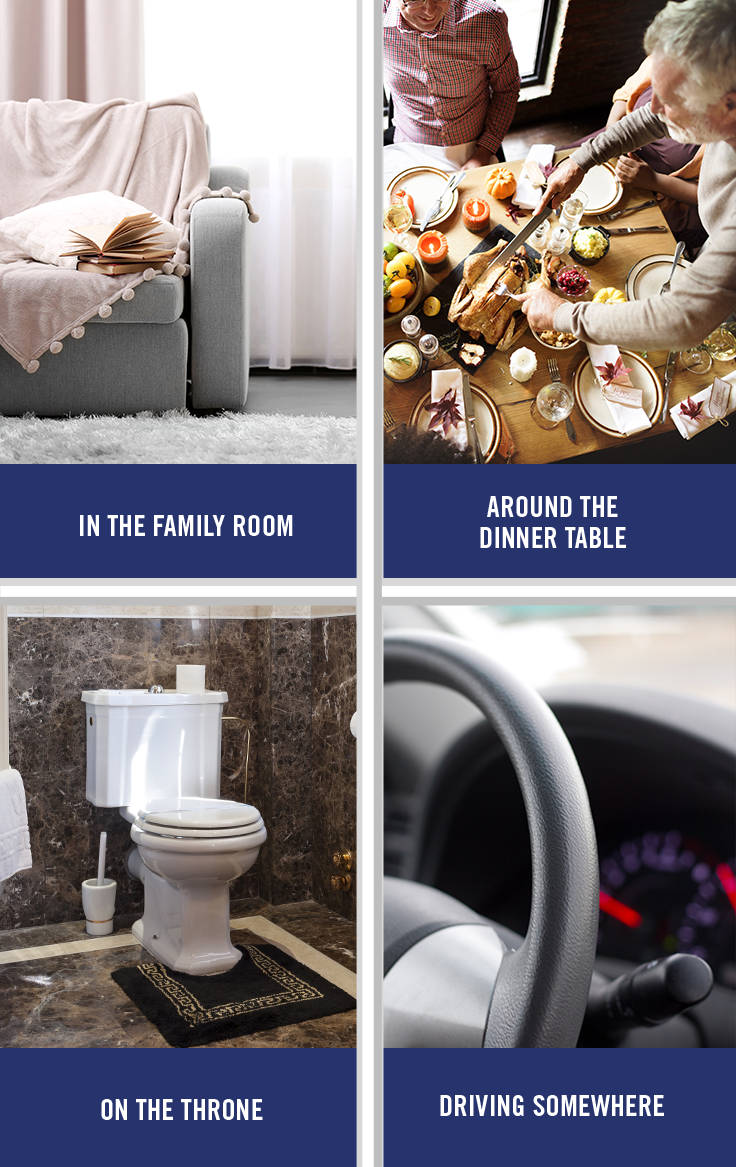 IN THE FAMILY ROOM
AROUND THE
DINNER TABLE
ON THE THRONE
DRIVING SOMEWHERE